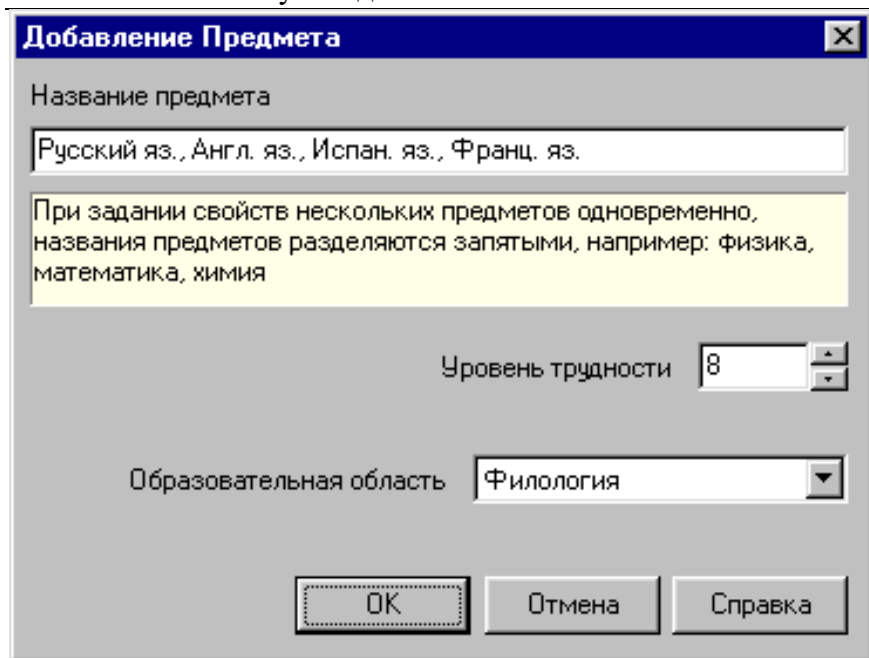 Добавление Предмета
Название предмета
Русский яз., Англ. яз., Испан. яз., Франц. яз.
При задании свойств нескольких предметов одновременно,
названия предметов разделяются запятыми, например: физика,
математика, химия
Уровень трудности 8
Образовательная область Филология
OK Отмена Справка